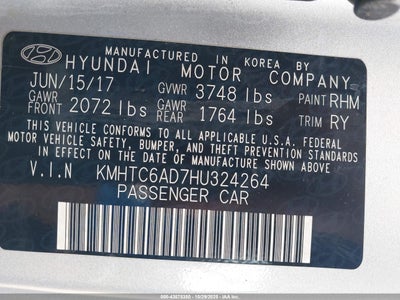 MANUFACTURED IN KOREA BY
HYUNDAI MOTOR COMPANY
JUN/15/17 GVWR 3748 lbs PAINT RHM
GAWR FRONT 2072 lbs GAWR REAR 1764 lbs TRIM RY
THIS VEHICLE CONFORMS TO ALL APPLICABLE U.S.A. FEDERAL
MOTOR VEHICLE SAFETY, BUMPER, AND THEFT PREVENTION
STANDARDS IN EFFECT ON THE DATE OF MANUFACTURE
SHOWN ABOVE.
V.I.N KMHTC6AD7HU324264
PASSENGER CAR